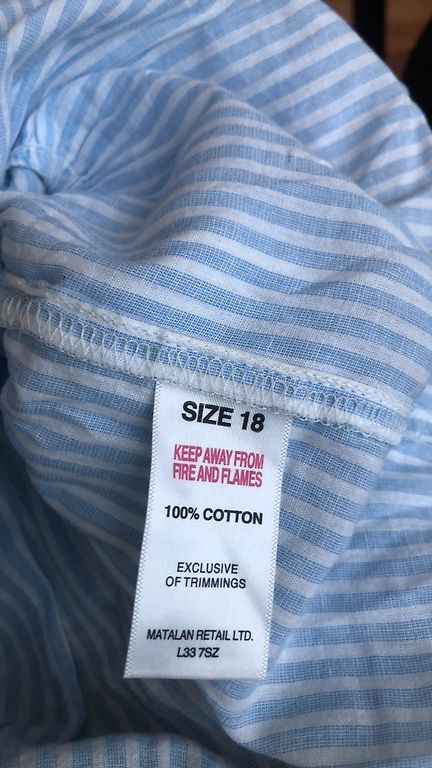 SIZE 18
KEEP AWAY FROM
FIRE AND FLAMES
100% COTTON
EXCLUSIVE
OF TRIMMINGS
MATALAN RETAIL LTD.
L33 7SZ